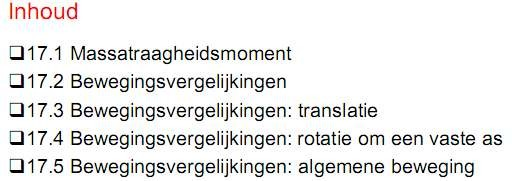 Inhoud
❑17.1 Massatraagheidsmoment
❑17.2 Bewegingsvergelijkingen
❑17.3 Bewegingsvergelijkingen: translatie
❑17.4 Bewegingsvergelijkingen: rotatie om een vaste as
❑17.5 Bewegingsvergelijkingen: algemene beweging